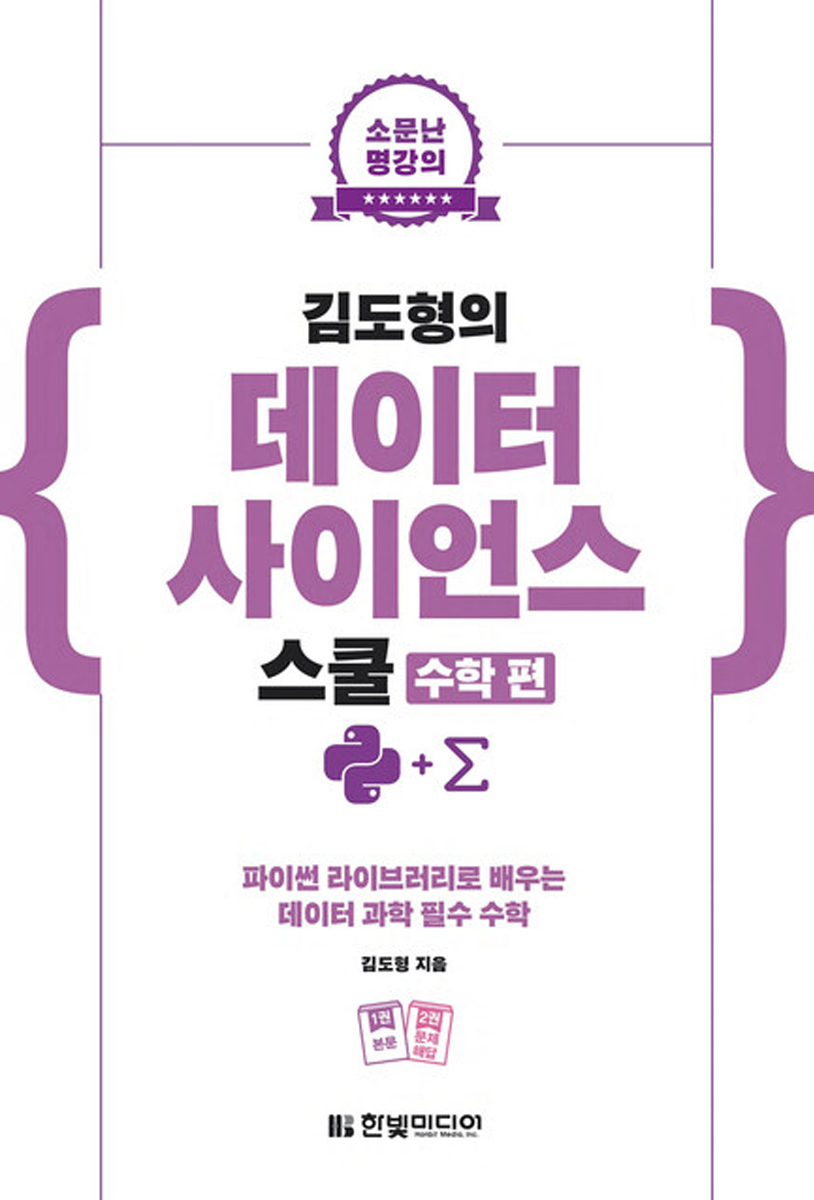 소문난
명강의
김도형의
데이터
사이언스
스쿨 수학 편
+ Σ
파이썬 라이브러리로 배우는
데이터 과학 필수 수학
김도형 지음
1권 2권
본문 문제
해답
한빛미디어
Hanbit Media, Inc.